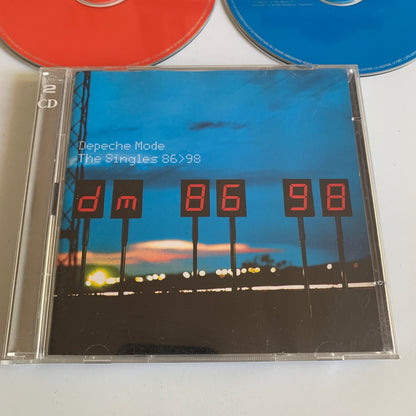 2
CD
Depeche Mode
The Singles 86>98
dm 86 98